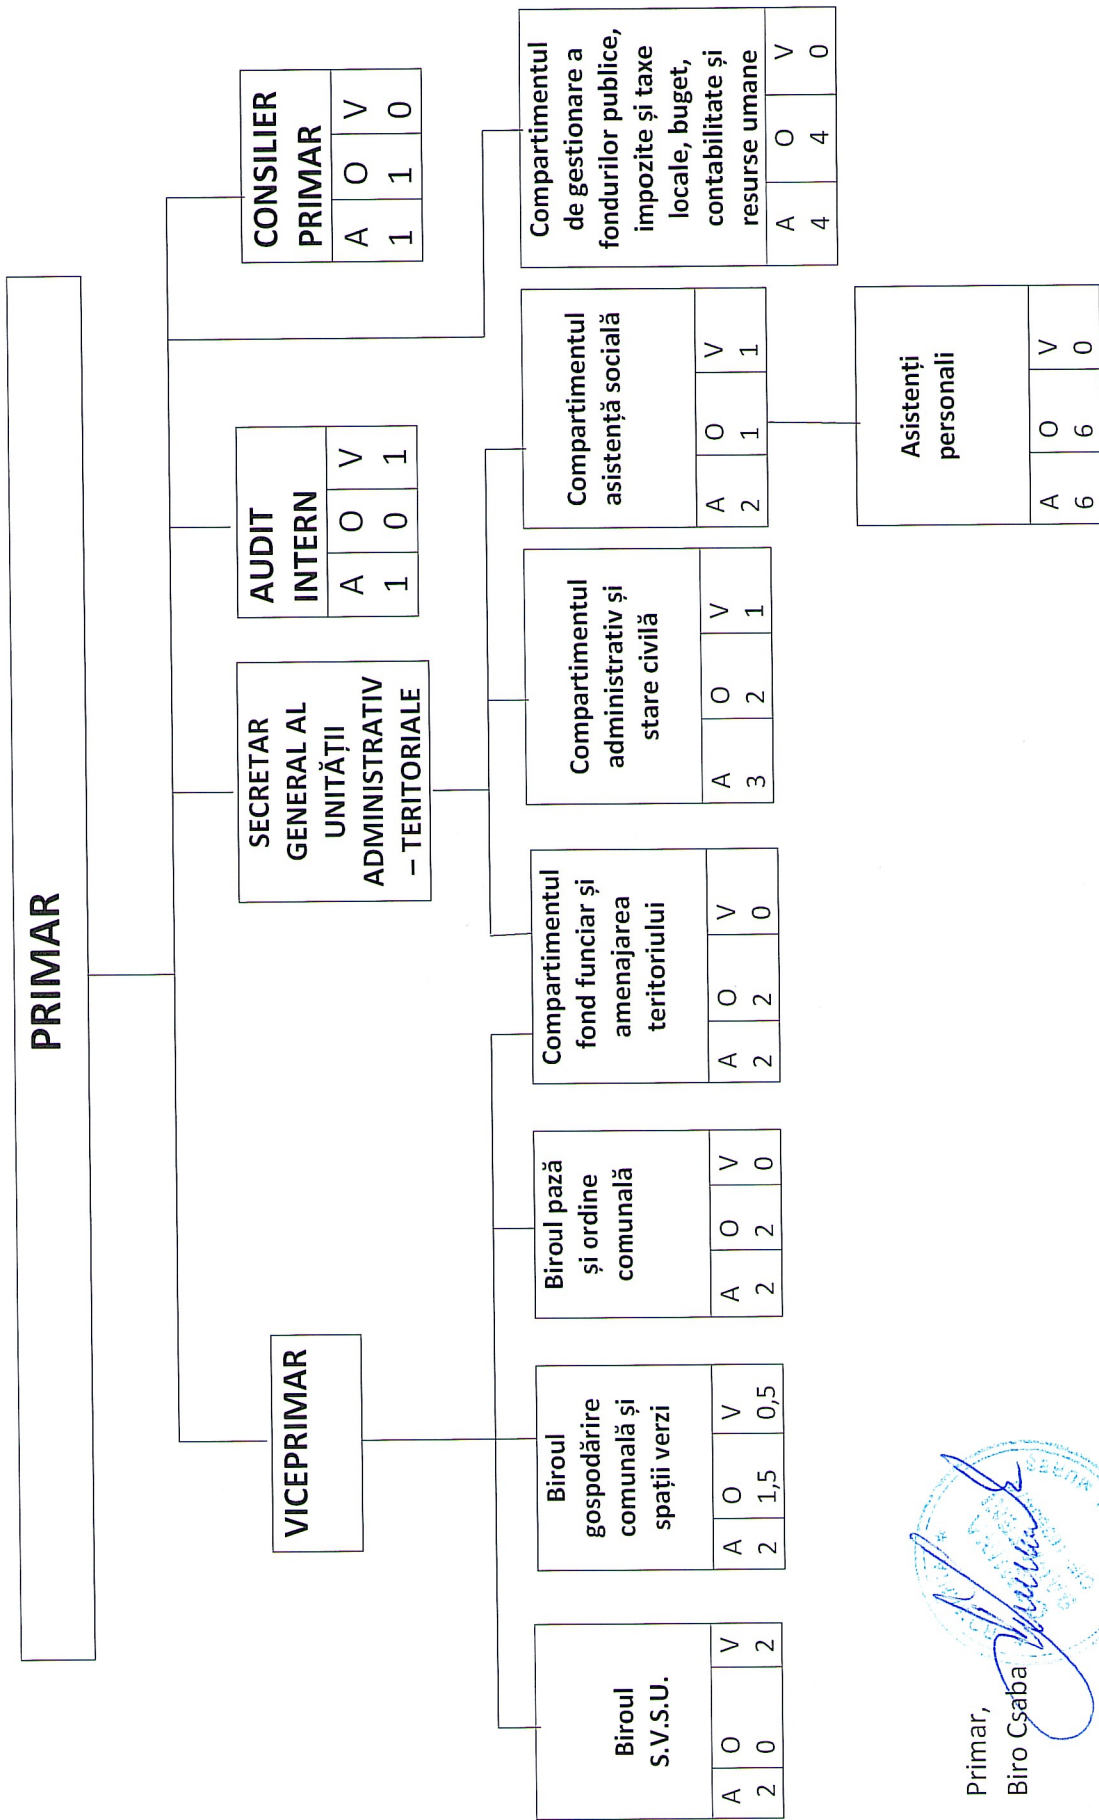 PRIMAR
VICEPRIMAR
SECRETAR
GENERAL AL
UNITĂȚII
ADMINISTRATIV
– TERITORIALE
AUDIT
INTERN
A O V
1 0 1
CONSILIER
PRIMAR
A O V
1 1 0
Biroul
S.V.S.U.
A O V
2 0 2
Biroul
gospodărire
comunală și
spații verzi
A O V
2 1,5 0,5
Biroul pază
și ordine
comunală
A O V
2 2 0
Compartimentul
fond funciar și
amenajarea
teritoriului
A O V
2 2 0
Compartimentul
administrativ și
stare civilă
A O V
3 2 1
Compartimentul
asistență socială
A O V
2 1 1
Compartimentul
de gestionare a
fondurilor publice,
impozite și taxe
locale, buget,
contabilitate și
resurse umane
A O V
4 4 0
Asistenți
personali
A O V
6 6 0
Primar,
Biro Csaba